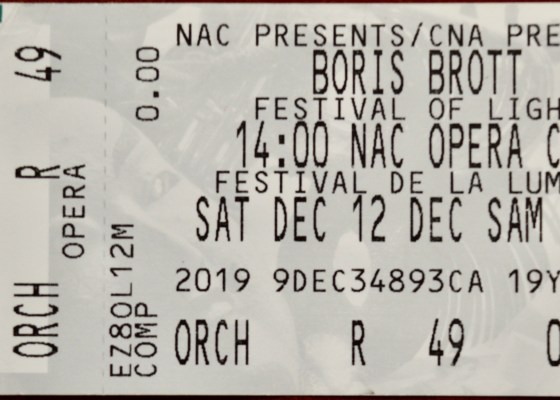 49
R
ORCH
OPERA
0.00
EZ80L12M
COMP
NAC PRESENTS/CNA PRE
BORIS BROTT
FESTIVAL OF LIGH
14:00 NAC OPERA C
FESTIVAL DE LA LUM
SAT DEC 12 DEC SAM
2019 9DEC34893CA 19Y
ORCH R 49 O